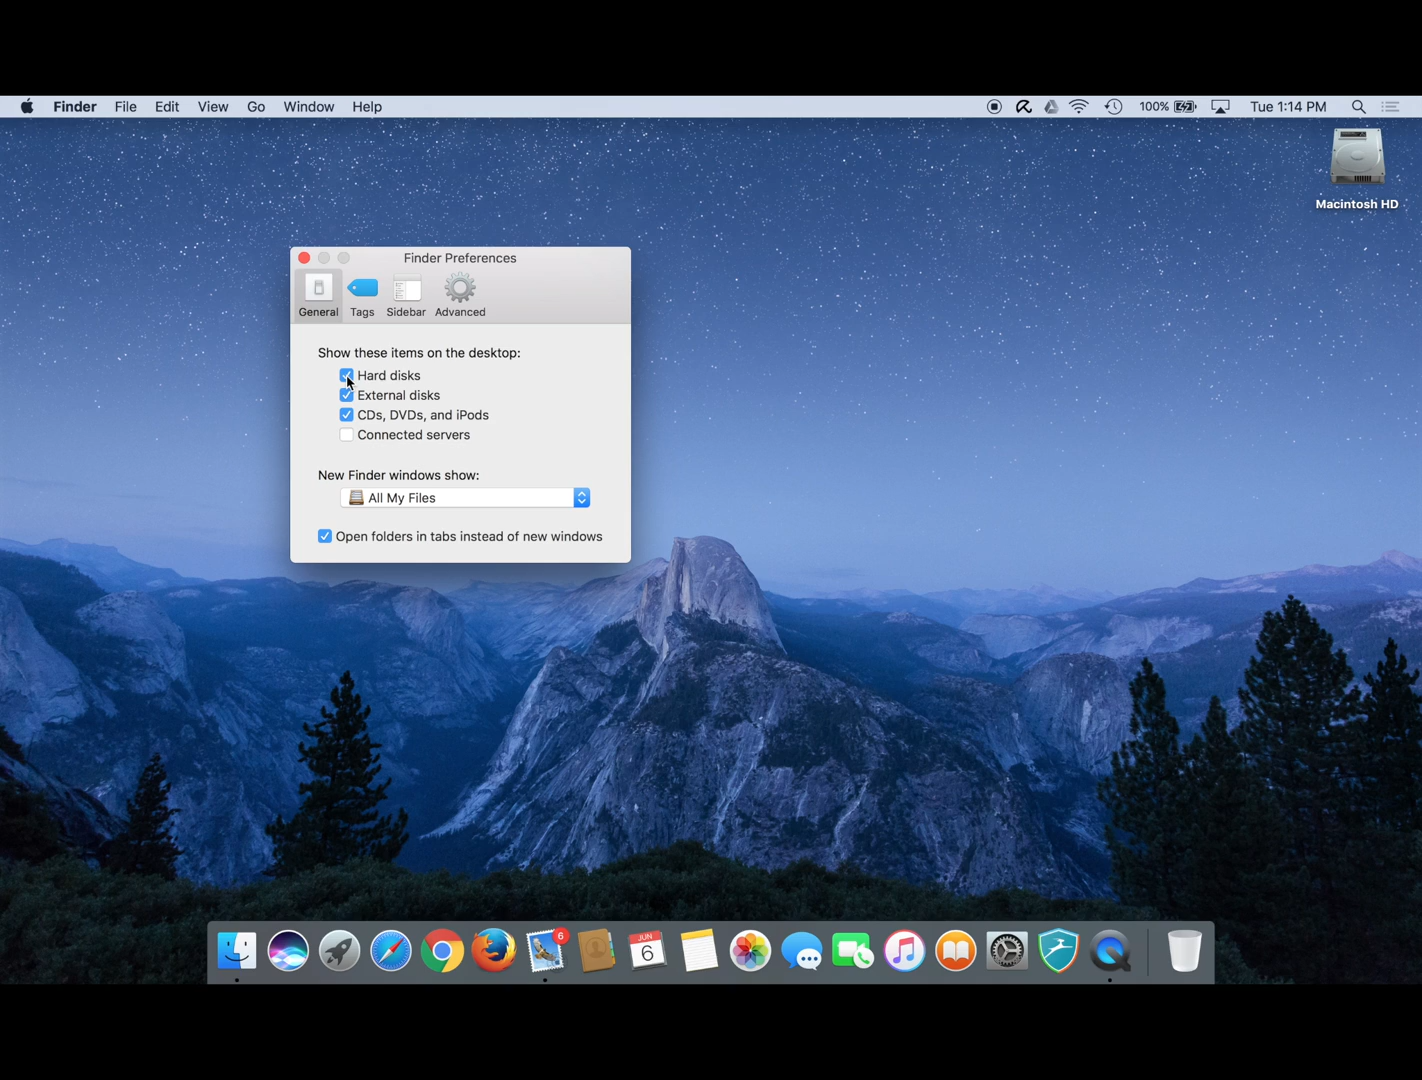 Finder File Edit View Go Window Help 100% Tue 1:14 PM
Macintosh HD
Finder Preferences
General Tags Sidebar Advanced
Show these items on the desktop:
Hard disks
External disks
CDs, DVDs, and iPods
Connected servers
New Finder windows show:
All My Files
Open folders in tabs instead of new windows
6
JUN
6